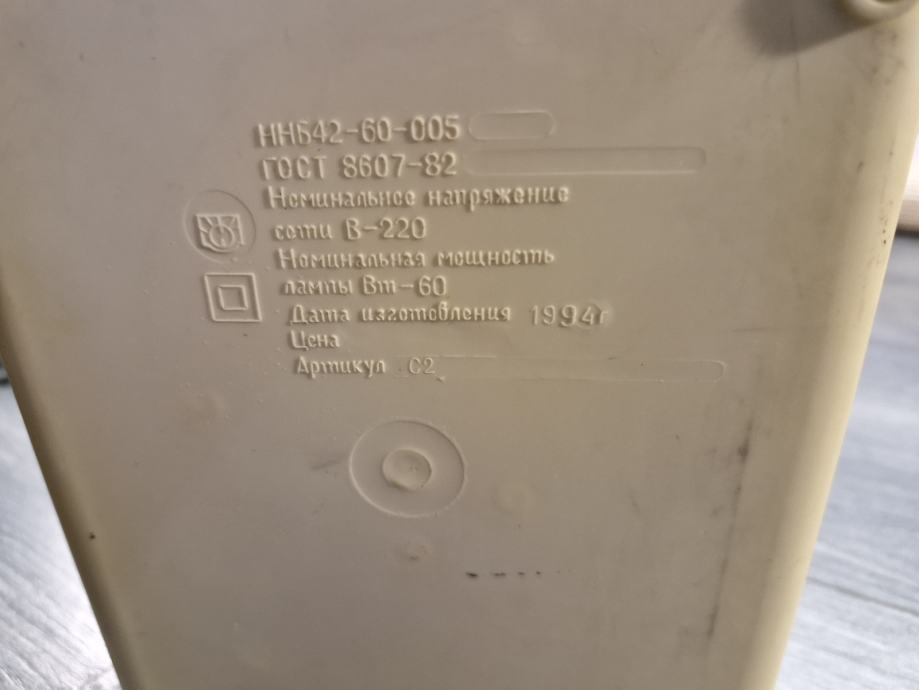 ННБ42-60-005
ГОСТ 8607-82
Номинальное напряжение
сети В-220
Номинальная мощность
лампы Вт-60
Дата изготовления 1994г
Цена
Артикул С2